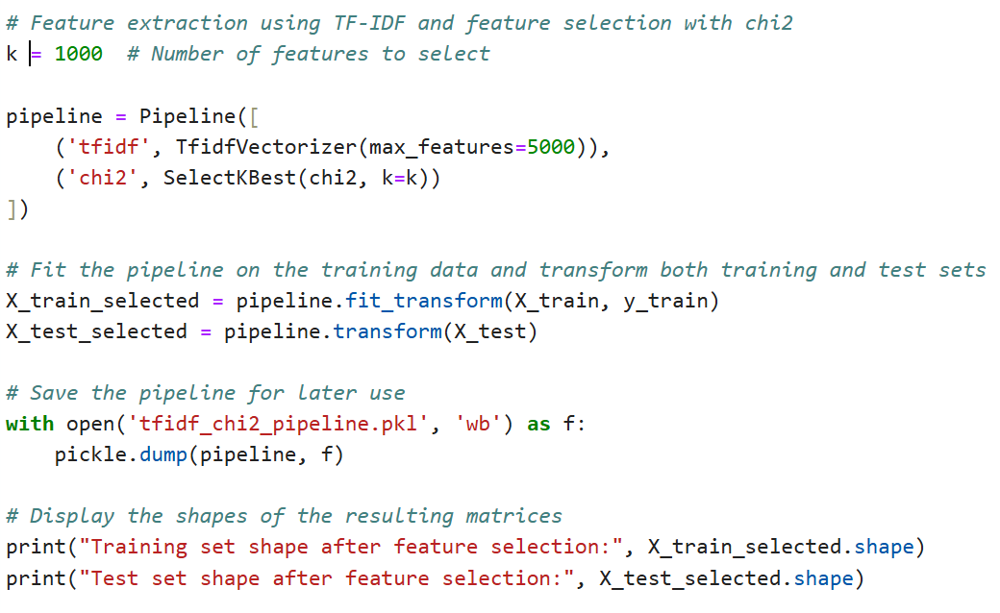 # Feature extraction using TF-IDF and feature selection with chi2
k = 1000  # Number of features to select

pipeline = Pipeline([
    ('tfidf', TfidfVectorizer(max_features=5000)),
    ('chi2', SelectKBest(chi2, k=k))
])

# Fit the pipeline on the training data and transform both training and test sets
X_train_selected = pipeline.fit_transform(X_train, y_train)
X_test_selected = pipeline.transform(X_test)

# Save the pipeline for later use
with open('tfidf_chi2_pipeline.pkl', 'wb') as f:
    pickle.dump(pipeline, f)

# Display the shapes of the resulting matrices
print("Training set shape after feature selection:", X_train_selected.shape)
print("Test set shape after feature selection:", X_test_selected.shape)